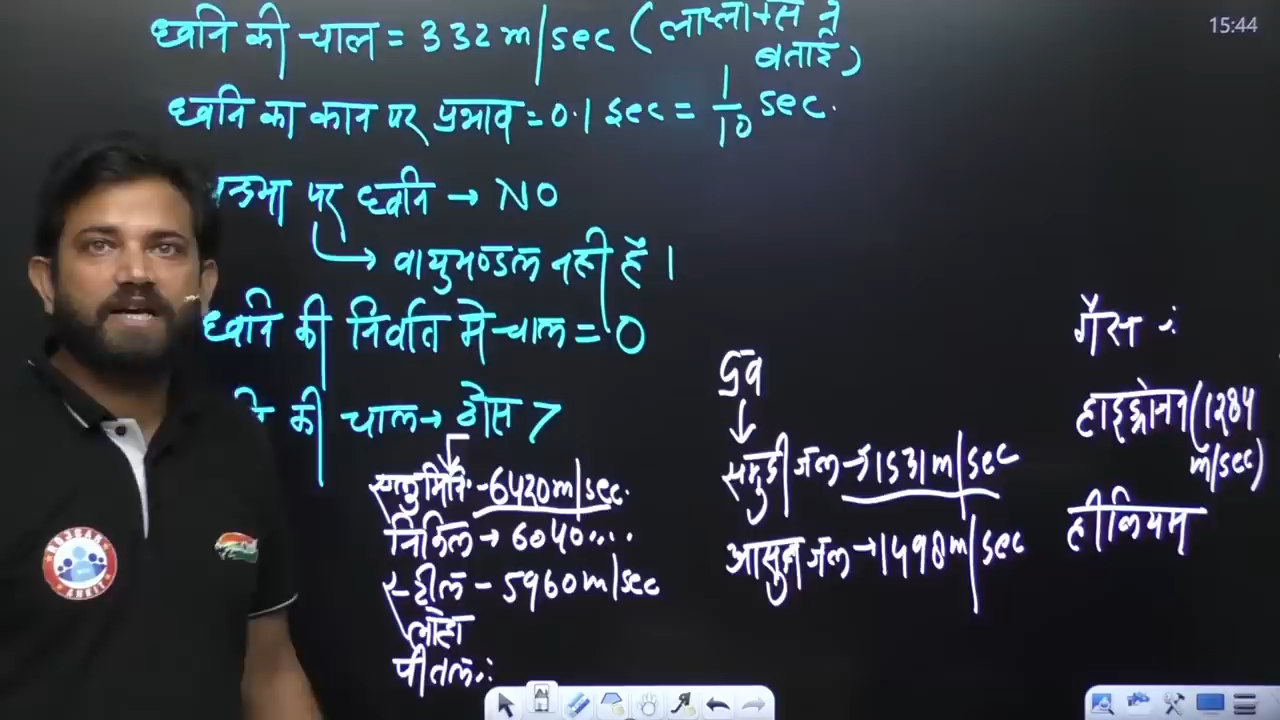 15:44
ध्वनि की चाल = 332 m/sec (लाप्लास ने
बताई)
ध्वनि का कान पर प्रभाव = 0.1 sec = 1/10 sec.
पर ध्वनि → NO
→ वायुमण्डल नही है ।
ध्वनि की निर्वात मे चाल = 0
की चाल → ठोस >
एलुमिनि. - 6420 m/sec.
निकिल → 6040....
स्टील - 5960 m/sec
लोहा
पीतल
द्रव
समुद्री जल → 1531 m/sec
आसुत जल → 1498 m/sec
गैस :
हाइड्रोजन (1284
m/sec)
हीलियम
ROJGAR